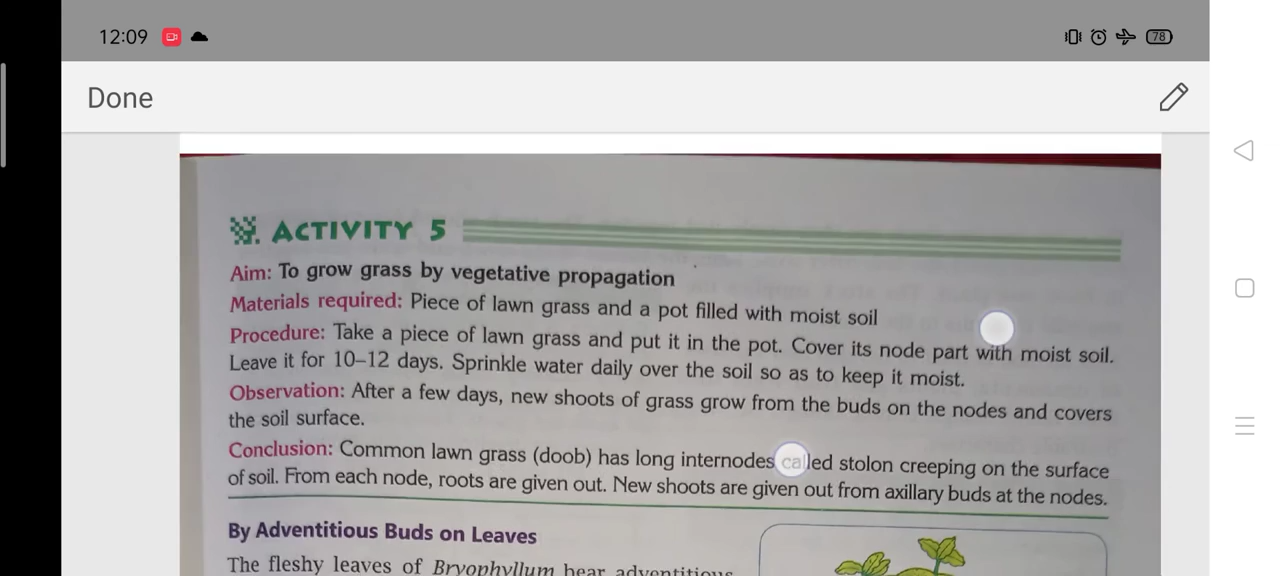 12:09
78
Done
ACTIVITY 5
Aim: To grow grass by vegetative propagation
Materials required: Piece of lawn grass and a pot filled with moist soil
Procedure: Take a piece of lawn grass and put it in the pot. Cover its node part with moist soil.
Leave it for 10–12 days. Sprinkle water daily over the soil so as to keep it moist.
Observation: After a few days, new shoots of grass grow from the buds on the nodes and covers
the soil surface.
Conclusion: Common lawn grass (doob) has long internodes called stolon creeping on the surface
of soil. From each node, roots are given out. New shoots are given out from axillary buds at the nodes.
By Adventitious Buds on Leaves
The fleshy leaves of Bryophyllum bear adventitious